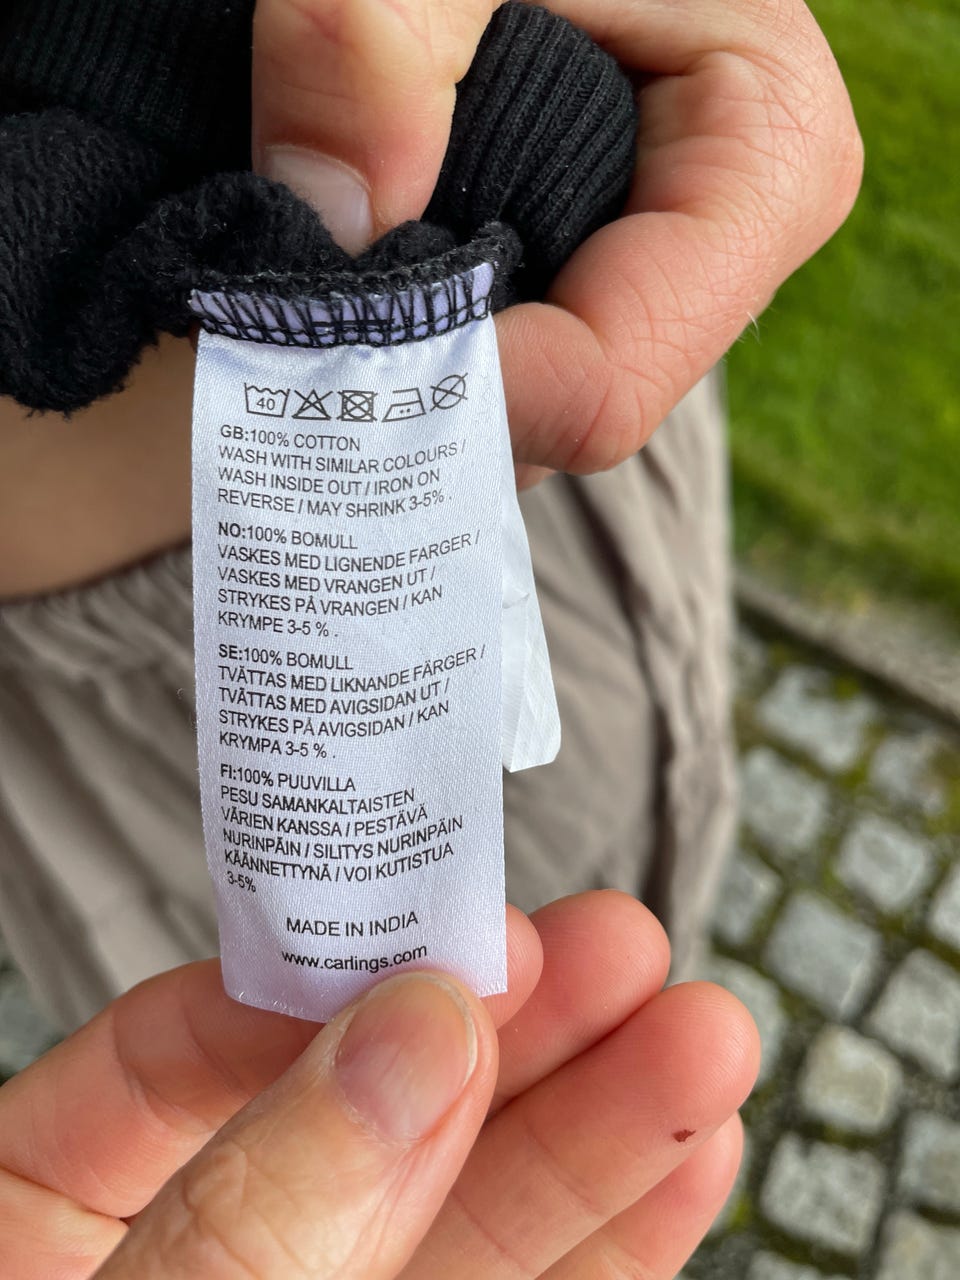 40
GB:100% COTTON
WASH WITH SIMILAR COLOURS /
WASH INSIDE OUT / IRON ON
REVERSE / MAY SHRINK 3-5% .
NO:100% BOMULL
VASKES MED LIGNENDE FARGER /
VASKES MED VRANGEN UT /
STRYKES PÅ VRANGEN / KAN
KRYMPE 3-5 % .
SE:100% BOMULL
TVÄTTAS MED LIKNANDE FÄRGER /
TVÄTTAS MED AVIGSIDAN UT /
STRYKES PÅ AVIGSIDAN / KAN
KRYMPA 3-5 % .
FI:100% PUUVILLA
PESU SAMANKALTAISTEN
VÄRIEN KANSSA / PESTÄVÄ
NURINPÄIN / SILITYS NURINPÄIN
KÄÄNNETTYNÄ / VOI KUTISTUA
3-5%
MADE IN INDIA
www.carlings.com